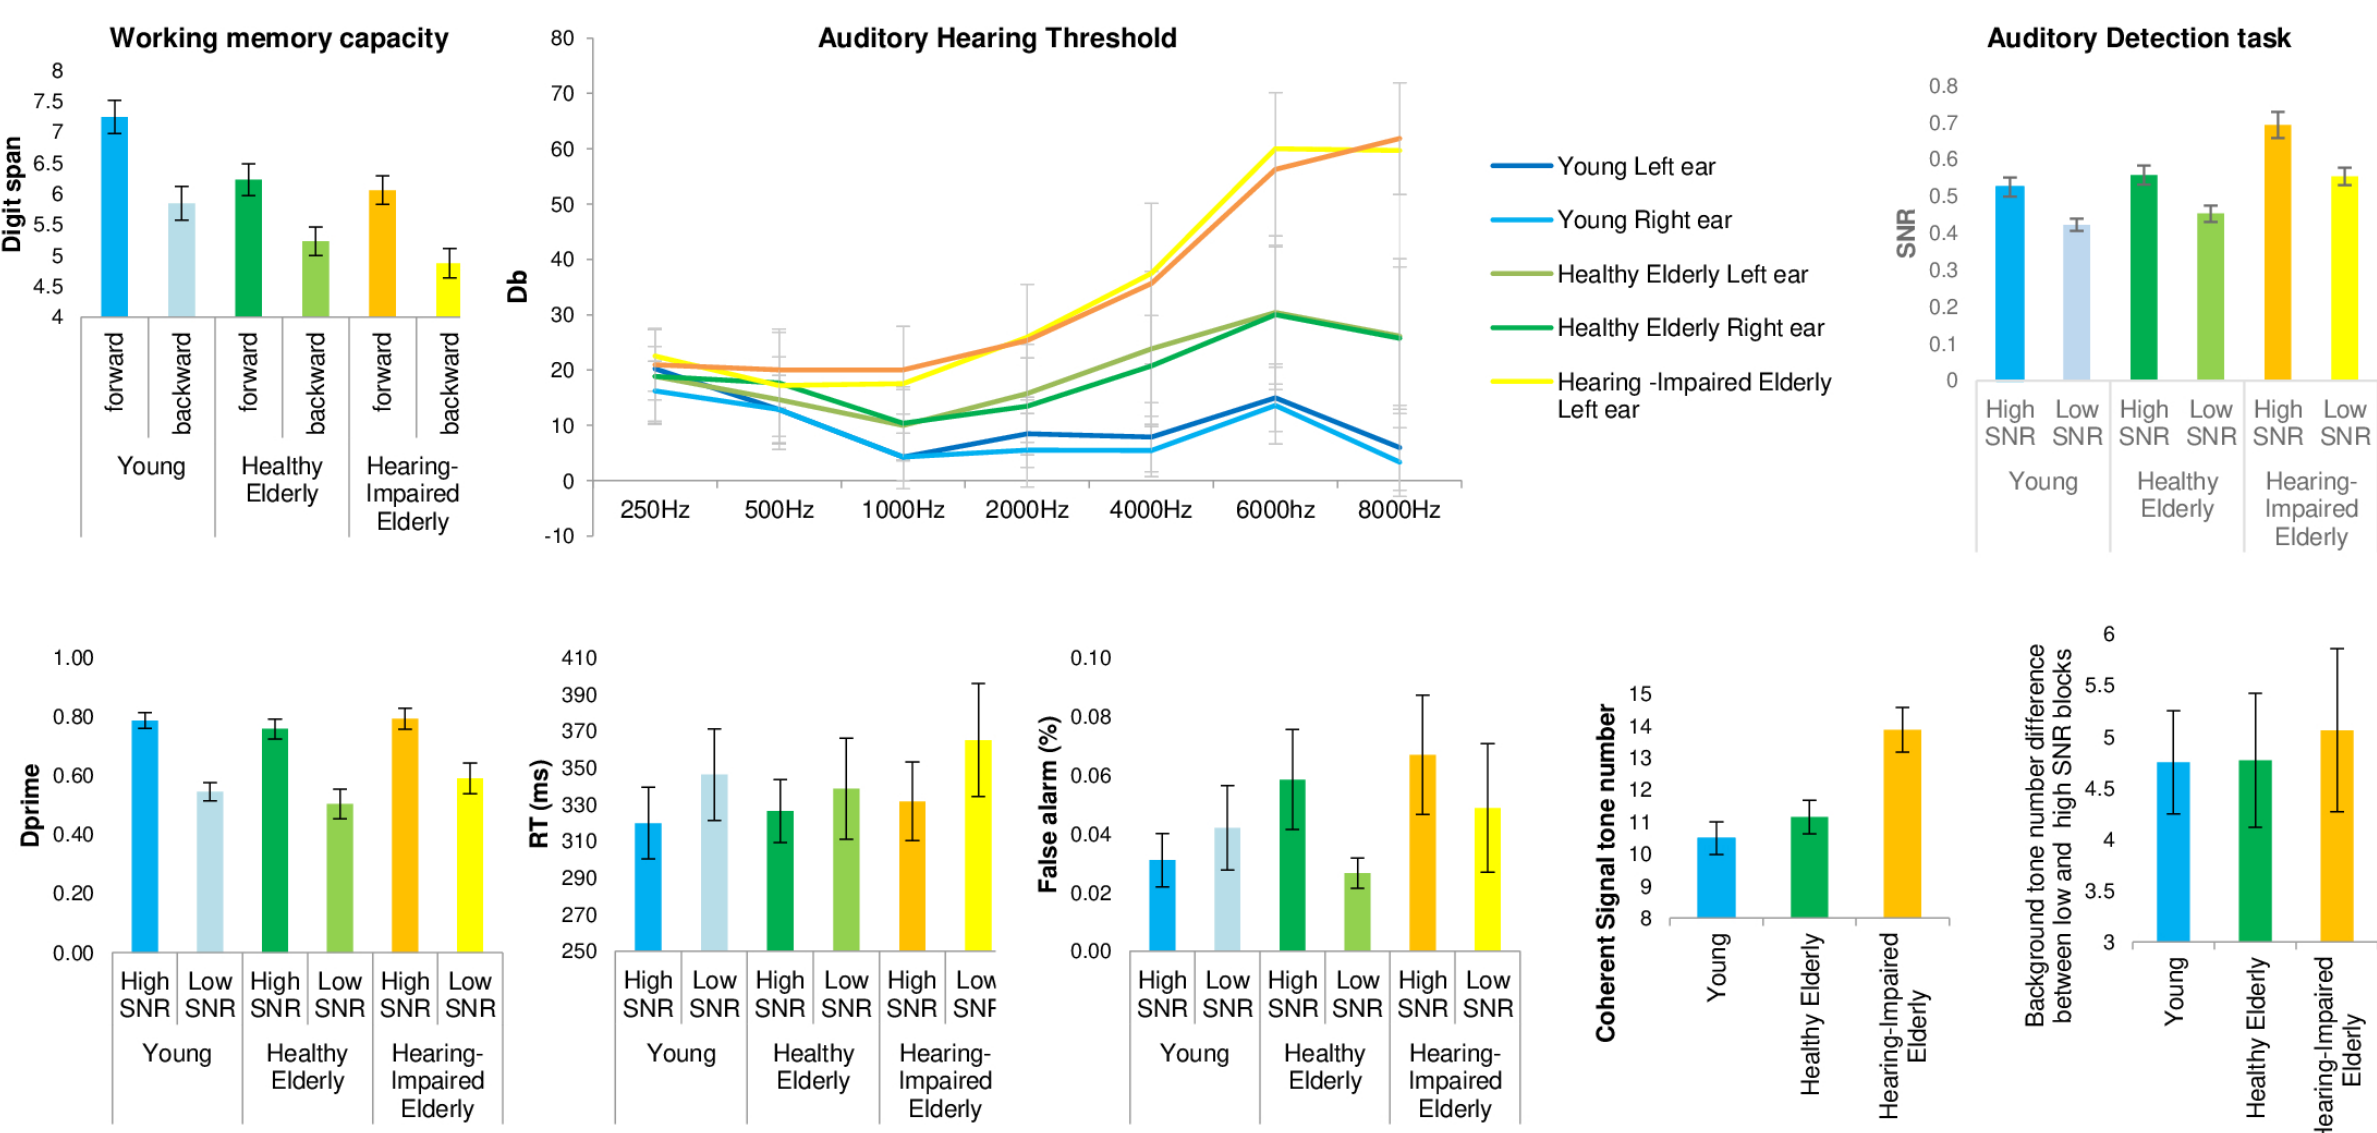 Working memory capacity
Digit span
8
7.5
7
6.5
6
5.5
5
4.5
4
forward
backward
forward
backward
forward
backward
Young
Healthy
Elderly
Hearing-
Impaired
Elderly
Auditory Hearing Threshold
Db
80
70
60
50
40
30
20
10
0
-10
250Hz
500Hz
1000Hz
2000Hz
4000Hz
6000hz
8000Hz
Young Left ear
Young Right ear
Healthy Elderly Left ear
Healthy Elderly Right ear
Hearing -Impaired Elderly
Left ear
Auditory Detection task
SNR
0.8
0.7
0.6
0.5
0.4
0.3
0.2
0.1
0
High
SNR
Low
SNR
High
SNR
Low
SNR
High
SNR
Low
SNR
Young
Healthy
Elderly
Hearing-
Impaired
Elderly
Dprime
1.00
0.80
0.60
0.40
0.20
0.00
High
SNR
Low
SNR
High
SNR
Low
SNR
High
SNR
Low
SNR
Young
Healthy
Elderly
Hearing-
Impaired
Elderly
RT (ms)
410
390
370
350
330
310
290
270
250
High
SNR
Low
SNR
High
SNR
Low
SNR
High
SNR
Low
SNR
Young
Healthy
Elderly
Hearing-
Impaired
Elderly
False alarm (%)
0.10
0.08
0.06
0.04
0.02
0.00
High
SNR
Low
SNR
High
SNR
Low
SNR
High
SNR
Low
SNR
Young
Healthy
Elderly
Hearing-
Impaired
Elderly
Coherent Signal tone number
15
14
13
12
11
10
9
8
Young
Healthy Elderly
Hearing-Impaired
Elderly
Background tone number difference
between low and high SNR blocks
6
5.5
5
4.5
4
3.5
3
Young
Healthy Elderly
Hearing-Impaired
Elderly